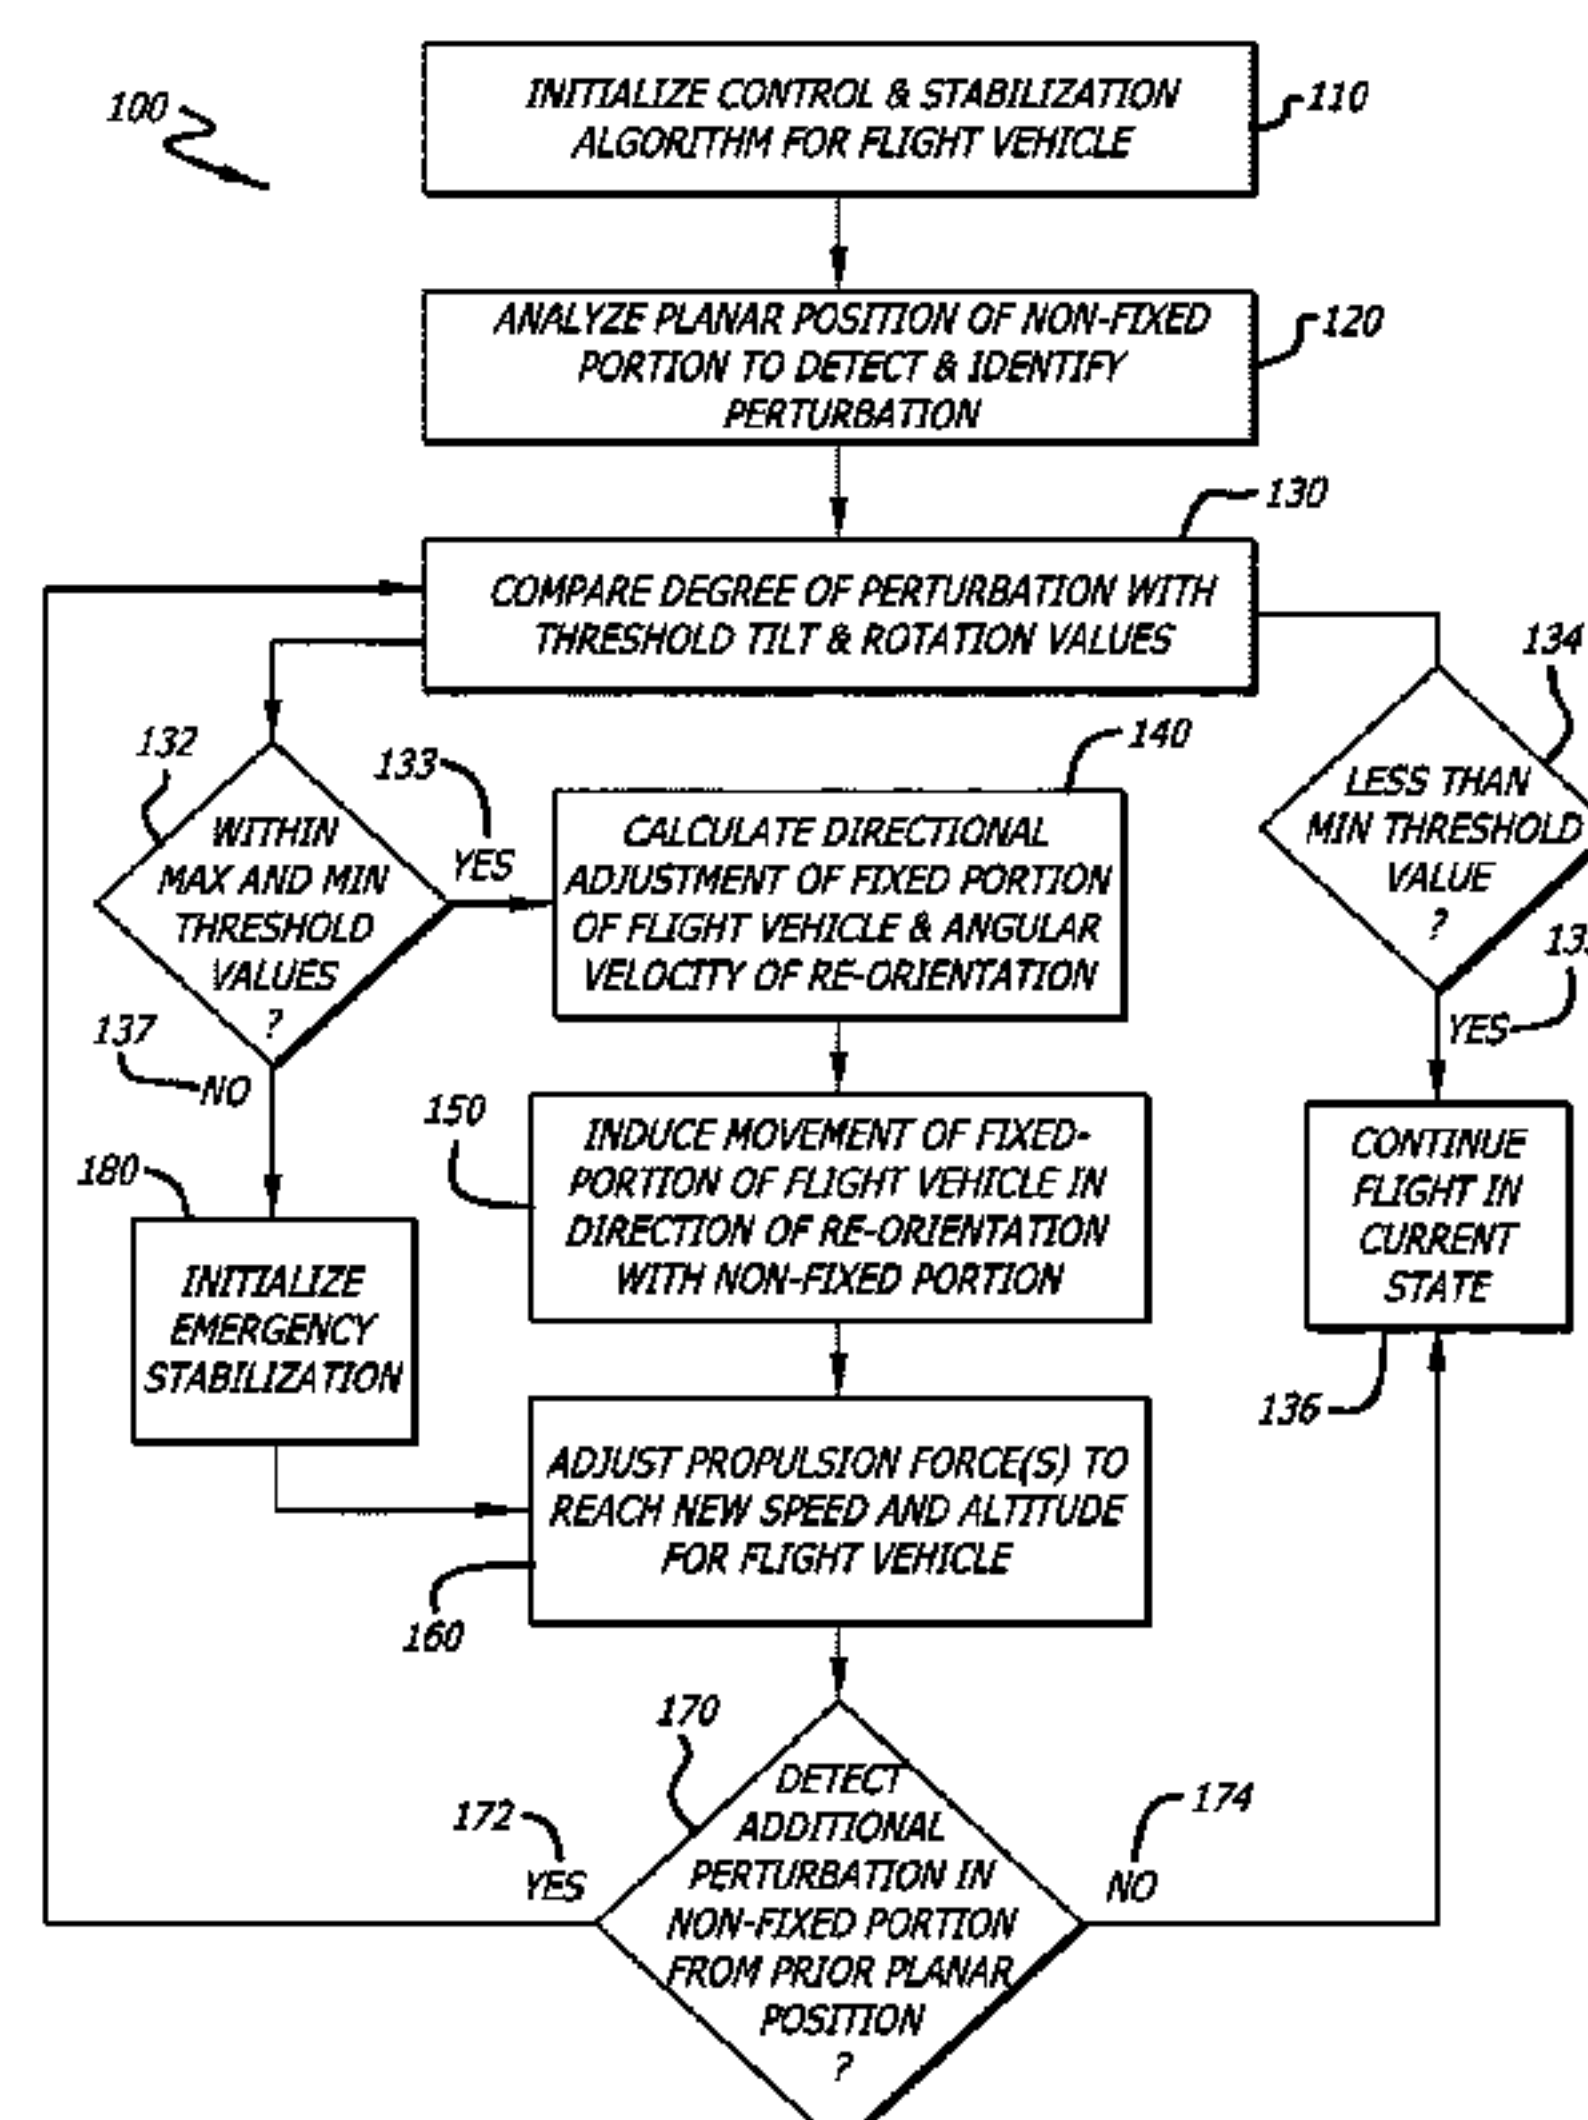 100
INITIALIZE CONTROL & STABILIZATION
ALGORITHM FOR FLIGHT VEHICLE
110
ANALYZE PLANAR POSITION OF NON-FIXED
PORTION TO DETECT & IDENTIFY
PERTURBATION
120
130
COMPARE DEGREE OF PERTURBATION WITH
THRESHOLD TILT & ROTATION VALUES
132
WITHIN
MAX AND MIN
THRESHOLD
VALUES
?
133
YES
140
CALCULATE DIRECTIONAL
ADJUSTMENT OF FIXED PORTION
OF FLIGHT VEHICLE & ANGULAR
VELOCITY OF RE-ORIENTATION
134
LESS THAN
MIN THRESHOLD
VALUE
?
YES
137
NO
150
INDUCE MOVEMENT OF FIXED-
PORTION OF FLIGHT VEHICLE IN
DIRECTION OF RE-ORIENTATION
WITH NON-FIXED PORTION
CONTINUE
FLIGHT IN
CURRENT
STATE
136
180
INITIALIZE
EMERGENCY
STABILIZATION
ADJUST PROPULSION FORCE(S) TO
REACH NEW SPEED AND ALTITUDE
FOR FLIGHT VEHICLE
160
170
DETECT
ADDITIONAL
PERTURBATION IN
NON-FIXED PORTION
FROM PRIOR PLANAR
POSITION
?
172
YES
174
NO